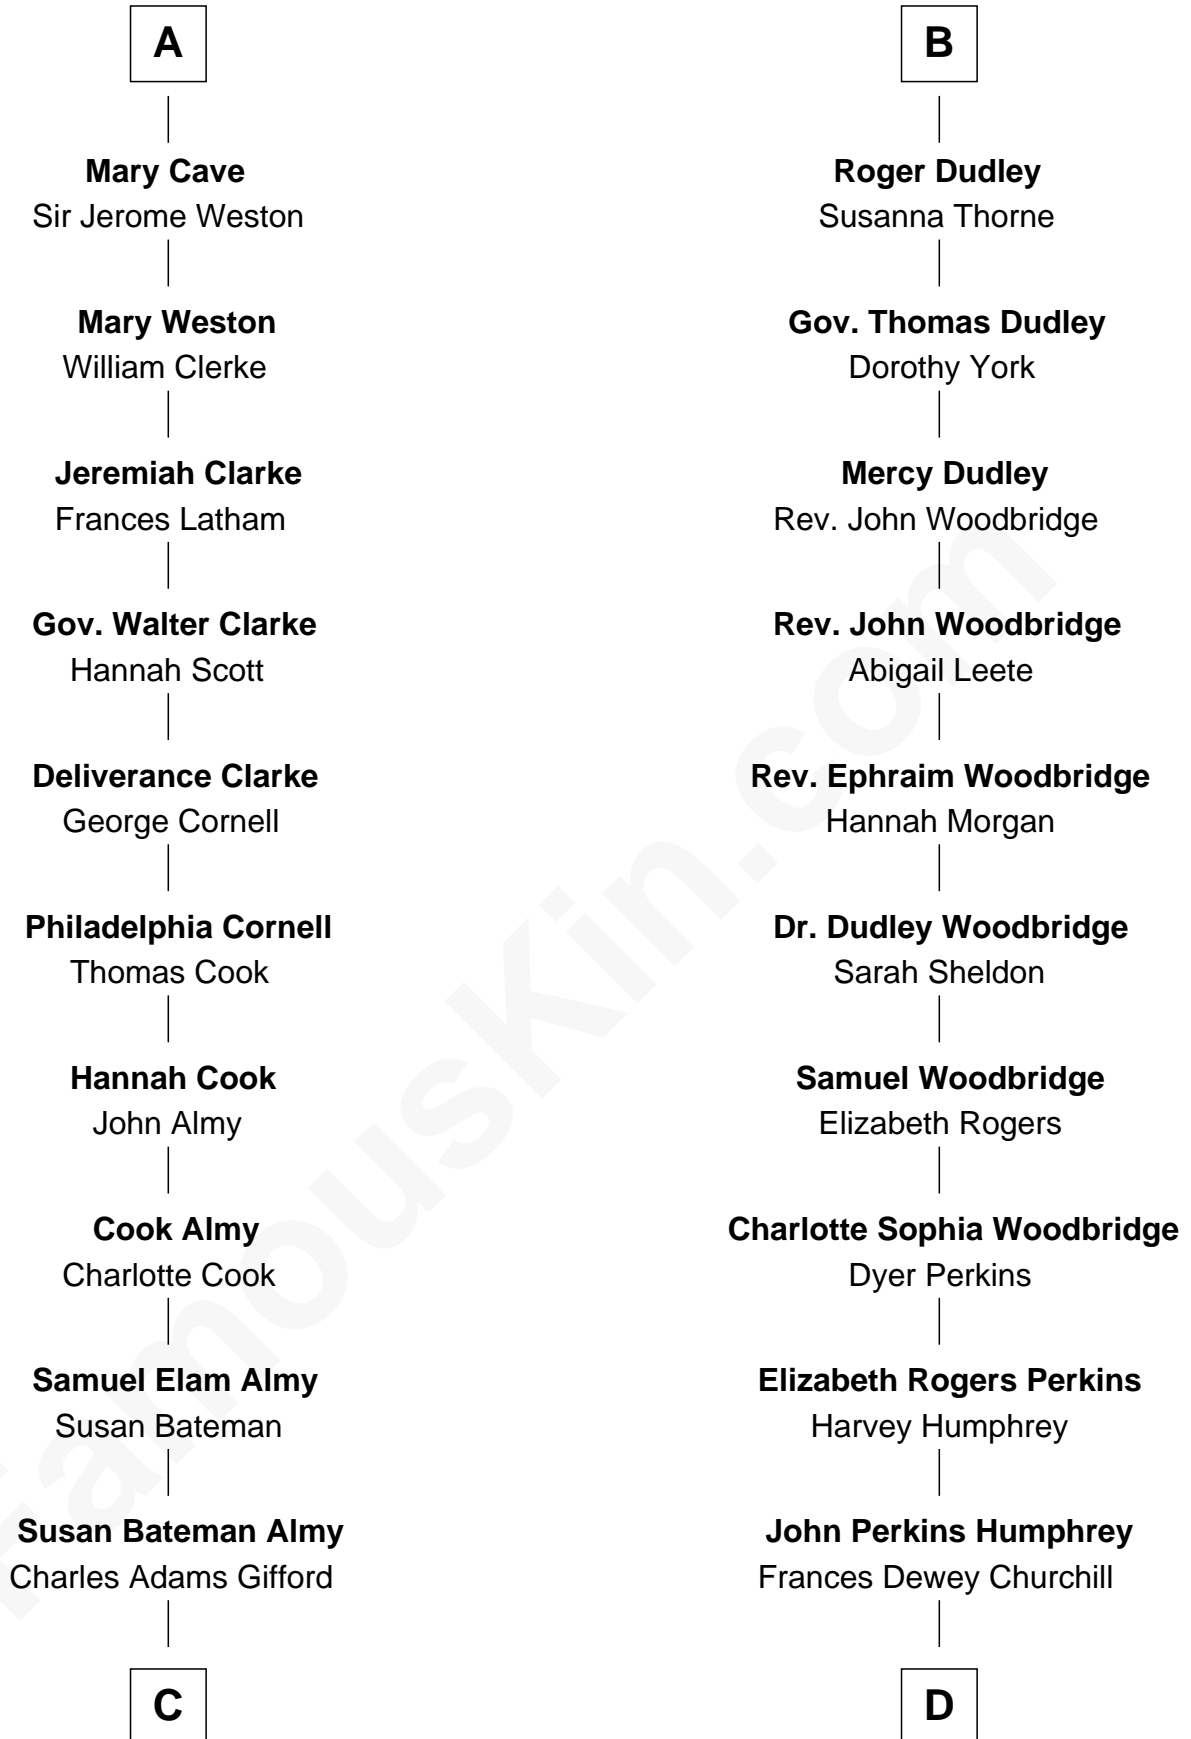 A
Mary Cave
Sir Jerome Weston
Mary Weston
William Clerke
Jeremiah Clarke
Frances Latham
Gov. Walter Clarke
Hannah Scott
Deliverance Clarke
George Cornell
Philadelphia Cornell
Thomas Cook
Hannah Cook
John Almy
Cook Almy
Charlotte Cook
Samuel Elam Almy
Susan Bateman
Susan Bateman Almy
Charles Adams Gifford
C
B
Roger Dudley
Susanna Thorne
Gov. Thomas Dudley
Dorothy York
Mercy Dudley
Rev. John Woodbridge
Rev. John Woodbridge
Abigail Leete
Rev. Ephraim Woodbridge
Hannah Morgan
Dr. Dudley Woodbridge
Sarah Sheldon
Samuel Woodbridge
Elizabeth Rogers
Charlotte Sophia Woodbridge
Dyer Perkins
Elizabeth Rogers Perkins
Harvey Humphrey
John Perkins Humphrey
Frances Dewey Churchill
D
FamousKin.com